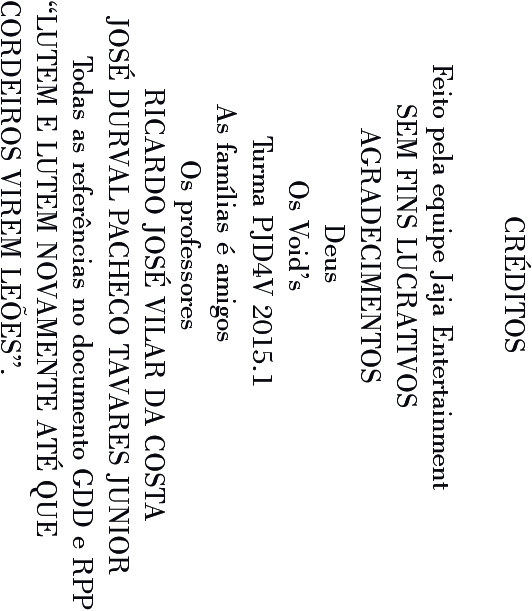 CRÉDITOS
Feito pela equipe Jaja Entertainment
SEM FINS LUCRATIVOS
AGRADECIMENTOS
Deus
Os Void's
Turma PJD4V 2015.1
As famílias é amigos
Os professores
RICARDO JOSÉ VILAR DA COSTA
JOSÉ DURVAL PACHECO TAVARES JUNIOR
Todas as referências no documento GDD e RPP
“LUTEM E LUTEM NOVAMENTE ATÉ QUE
CORDEIROS VIREM LEÕES”.